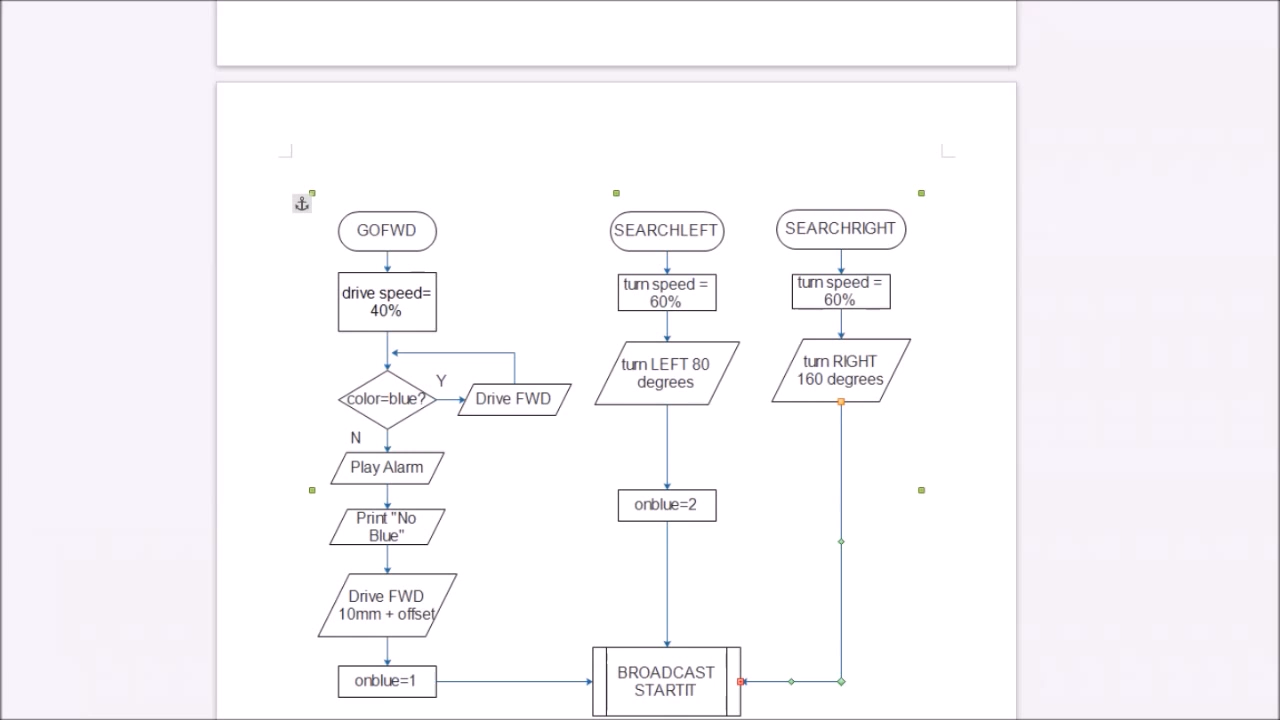 GOFWD
drive speed=
40%
color=blue?
Y
Drive FWD
N
Play Alarm
Print "No
Blue"
Drive FWD
10mm + offset
onblue=1
SEARCHLEFT
turn speed =
60%
turn LEFT 80
degrees
onblue=2
BROADCAST
STARTIT
SEARCHRIGHT
turn speed =
60%
turn RIGHT
160 degrees